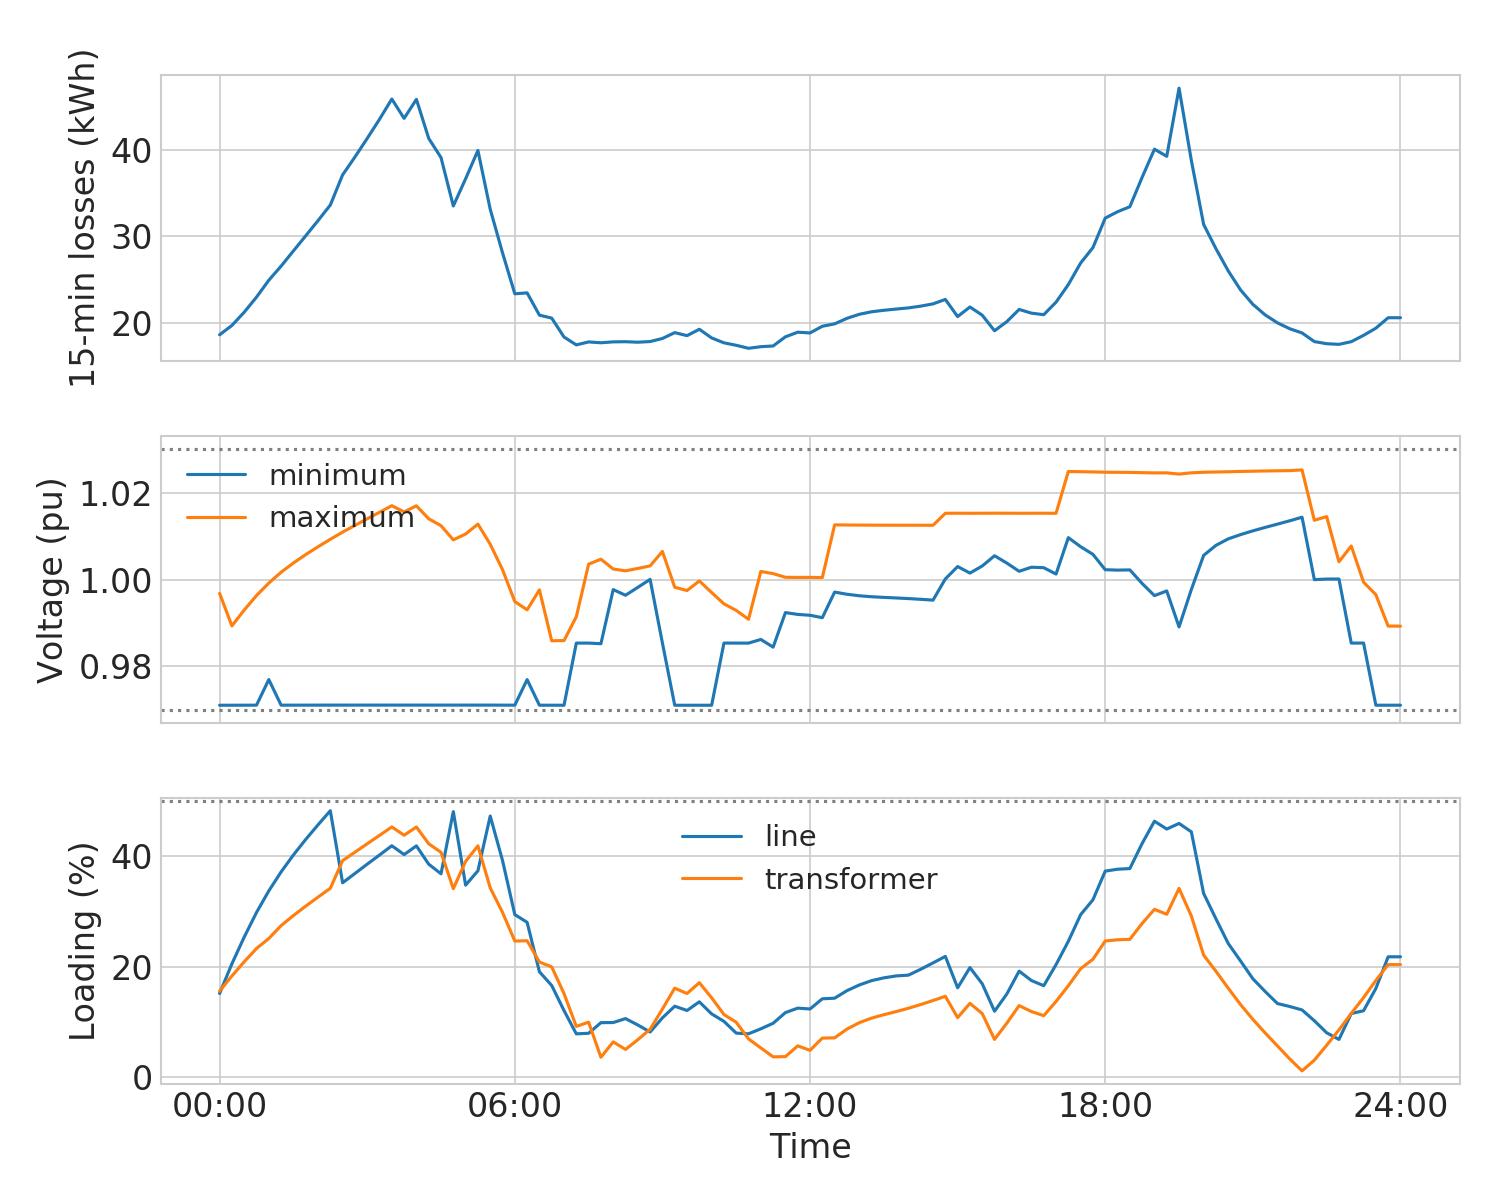 15-min losses (kWh)
40
30
20
Voltage (pu)
1.02
1.00
0.98
minimum
maximum
Loading (%)
40
20
0
line
transformer
00:00 06:00 12:00 18:00 24:00
Time